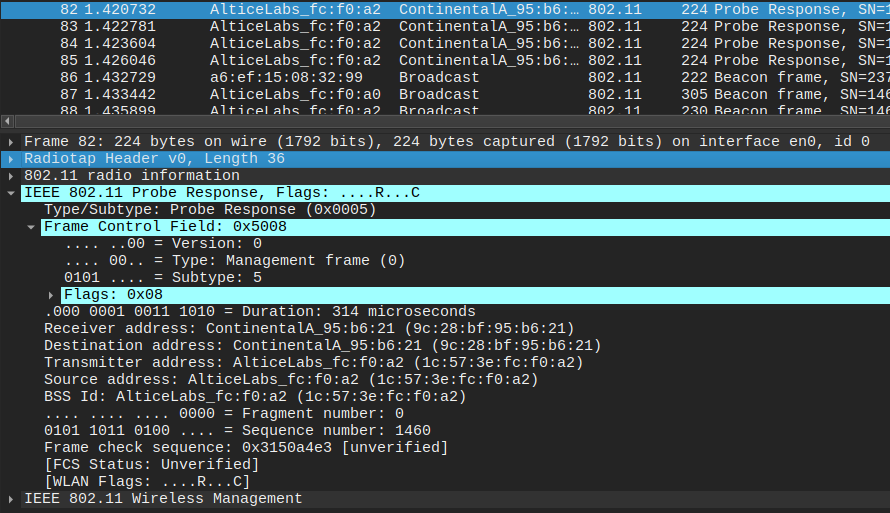 82 1.420732 AlticeLabs_fc:f0:a2 ContinentalA_95:b6:… 802.11 224 Probe Response, SN=1
83 1.422781 AlticeLabs_fc:f0:a2 ContinentalA_95:b6:… 802.11 224 Probe Response, SN=1
84 1.423604 AlticeLabs_fc:f0:a2 ContinentalA_95:b6:… 802.11 224 Probe Response, SN=1
85 1.426046 AlticeLabs_fc:f0:a2 ContinentalA_95:b6:… 802.11 224 Probe Response, SN=1
86 1.432729 a6:ef:15:08:32:99 Broadcast 802.11 222 Beacon frame, SN=237
87 1.433442 AlticeLabs_fc:f0:a0 Broadcast 802.11 305 Beacon frame, SN=146
88 1.435899 AlticeLabs_fc:f0:a2 Broadcast 802.11 230 Beacon frame, SN=146
Frame 82: 224 bytes on wire (1792 bits), 224 bytes captured (1792 bits) on interface en0, id 0
Radiotap Header v0, Length 36
802.11 radio information
IEEE 802.11 Probe Response, Flags: ....R...C
Type/Subtype: Probe Response (0x0005)
Frame Control Field: 0x5008
.... ..00 = Version: 0
.... 00.. = Type: Management frame (0)
0101 .... = Subtype: 5
Flags: 0x08
.000 0001 0011 1010 = Duration: 314 microseconds
Receiver address: ContinentalA_95:b6:21 (9c:28:bf:95:b6:21)
Destination address: ContinentalA_95:b6:21 (9c:28:bf:95:b6:21)
Transmitter address: AlticeLabs_fc:f0:a2 (1c:57:3e:fc:f0:a2)
Source address: AlticeLabs_fc:f0:a2 (1c:57:3e:fc:f0:a2)
BSS Id: AlticeLabs_fc:f0:a2 (1c:57:3e:fc:f0:a2)
.... .... .... 0000 = Fragment number: 0
0101 1011 0100 .... = Sequence number: 1460
Frame check sequence: 0x3150a4e3 [unverified]
[FCS Status: Unverified]
[WLAN Flags: ....R...C]
IEEE 802.11 Wireless Management